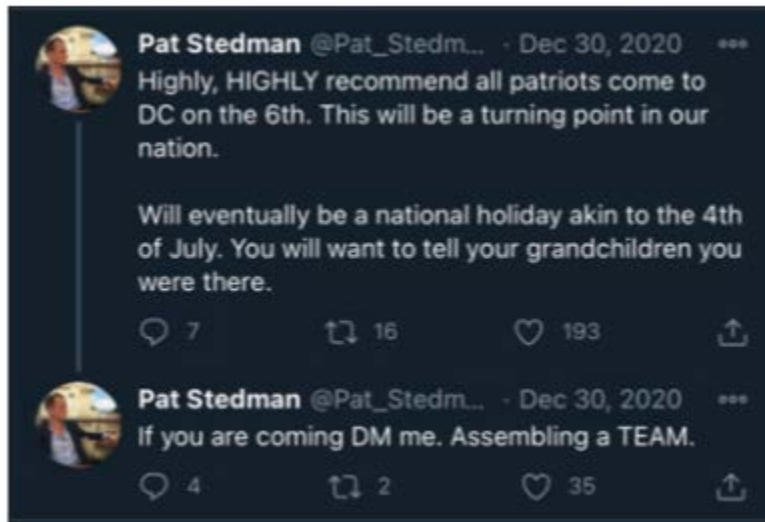 Pat Stedman @Pat_Stedm... · Dec 30, 2020
Highly, HIGHLY recommend all patriots come to
DC on the 6th. This will be a turning point in our
nation.
Will eventually be a national holiday akin to the 4th
of July. You will want to tell your grandchildren you
were there.
7 16 193
Pat Stedman @Pat_Stedm... · Dec 30, 2020
If you are coming DM me. Assembling a TEAM.
4 2 35